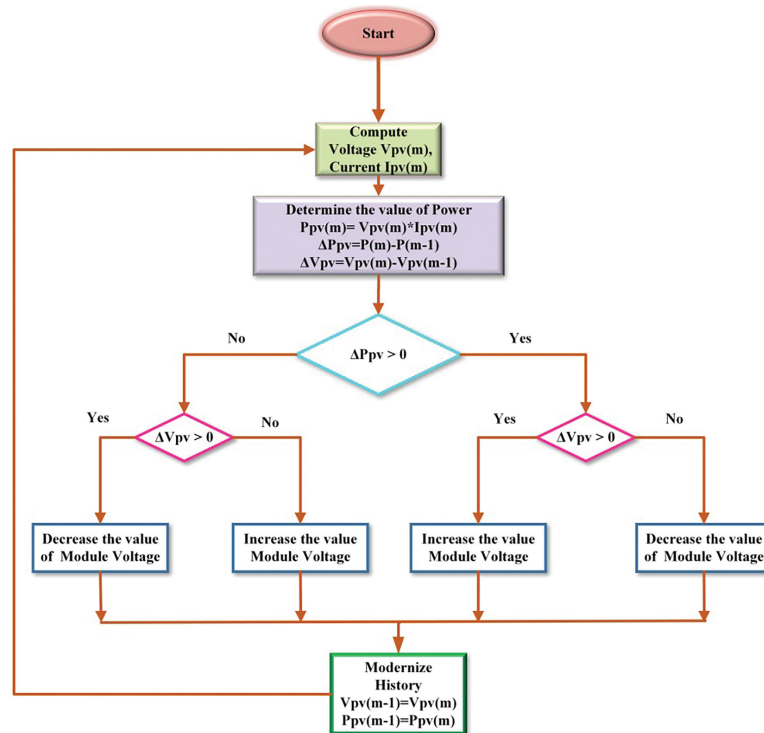 Start
Compute
Voltage Vpv(m),
Current Ipv(m)
Determine the value of Power
Ppv(m)= Vpv(m)*Ipv(m)
ΔPpv=P(m)-P(m-1)
ΔVpv=Vpv(m)-Vpv(m-1)
No
ΔPpv > 0
Yes
Yes
ΔVpv > 0
No
Yes
ΔVpv > 0
No
Decrease the value
of Module Voltage
Increase the value
Module Voltage
Increase the value
Module Voltage
Decrease the value
of Module Voltage
Modernize
History
Vpv(m-1)=Vpv(m)
Ppv(m-1)=Ppv(m)